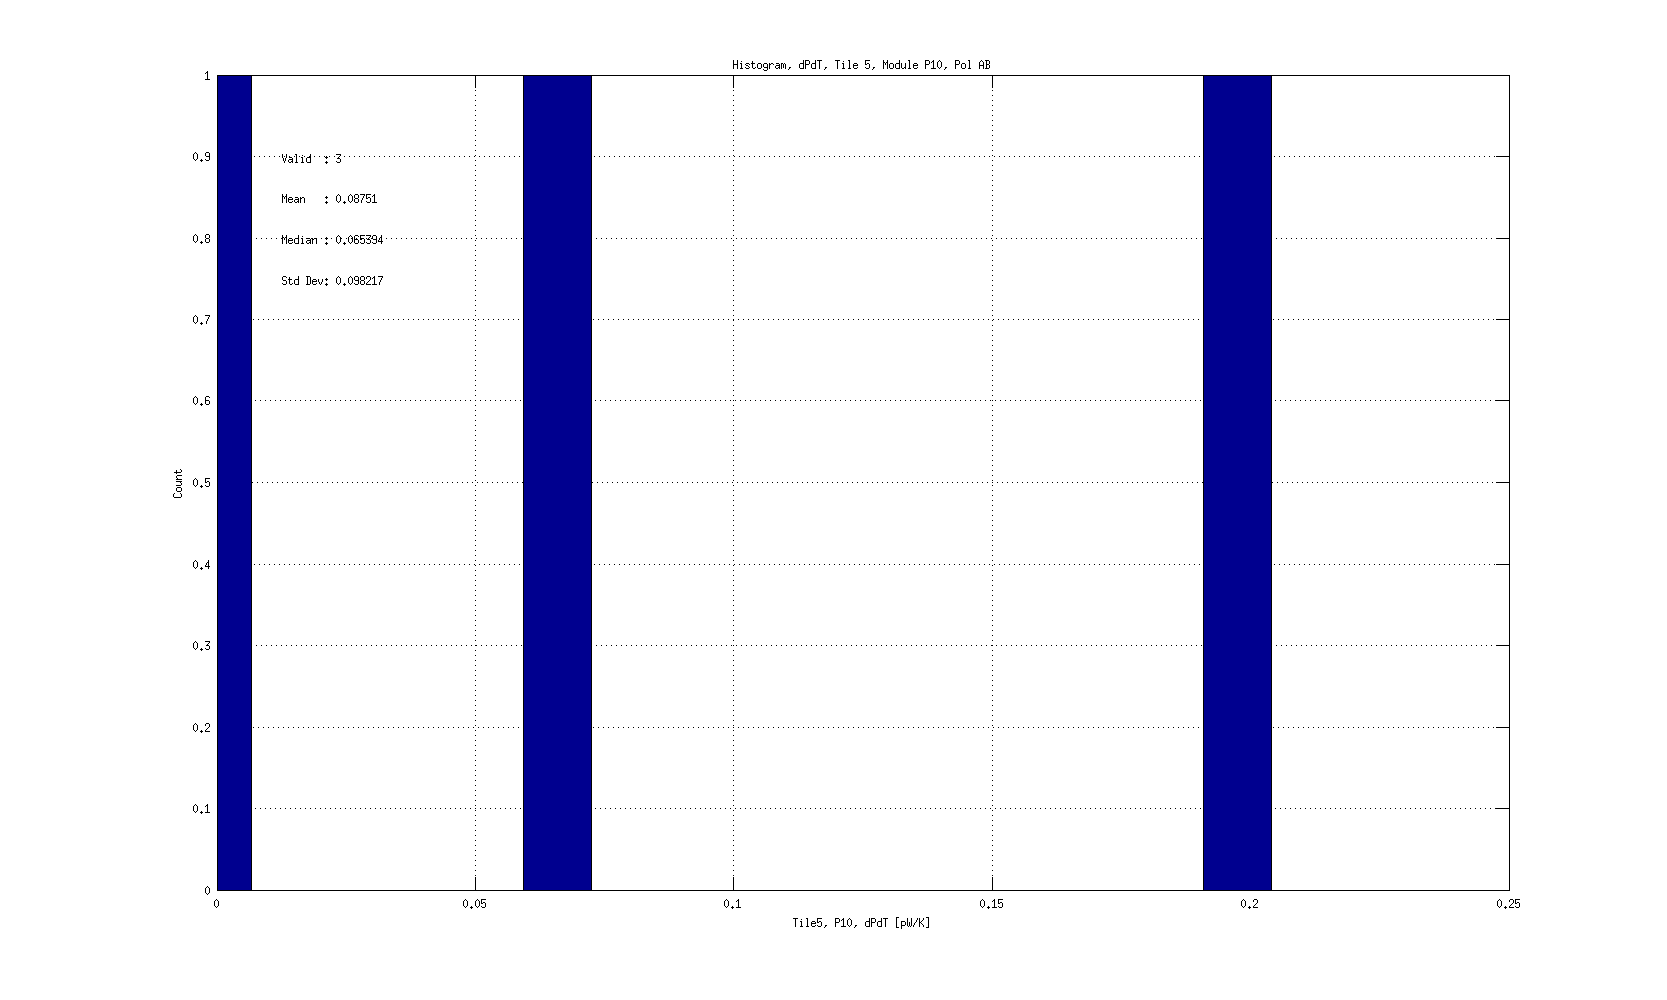 Histogram, dPdT, Tile 5, Module P10, Pol AB
1
0.9
0.8
0.7
0.6
0.5
0.4
0.3
0.2
0.1
0
Count
Valid  : 3
Mean   : 0.08751
Median : 0.065394
Std Dev: 0.098217
0 0.05 0.1 0.15 0.2 0.25
Tile5, P10, dPdT [pW/K]